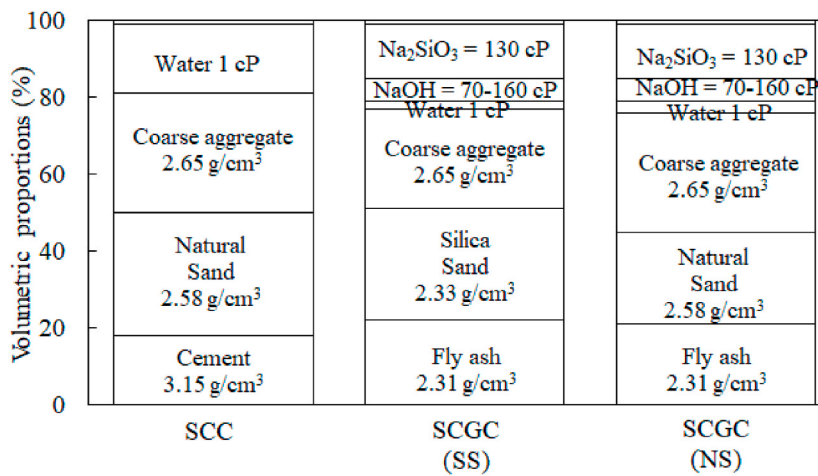 Volumetric proportions (%)
100
80
60
40
20
0
Water 1 cP
Coarse aggregate
2.65 g/cm³
Natural
Sand
2.58 g/cm³
Cement
3.15 g/cm³
SCC
Na₂SiO₃ = 130 cP
NaOH = 70-160 cP
Water 1 cP
Coarse aggregate
2.65 g/cm³
Silica
Sand
2.33 g/cm³
Fly ash
2.31 g/cm³
SCGC
(SS)
Na₂SiO₃ = 130 cP
NaOH = 70-160 cP
Water 1 cP
Coarse aggregate
2.65 g/cm³
Natural
Sand
2.58 g/cm³
Fly ash
2.31 g/cm³
SCGC
(NS)